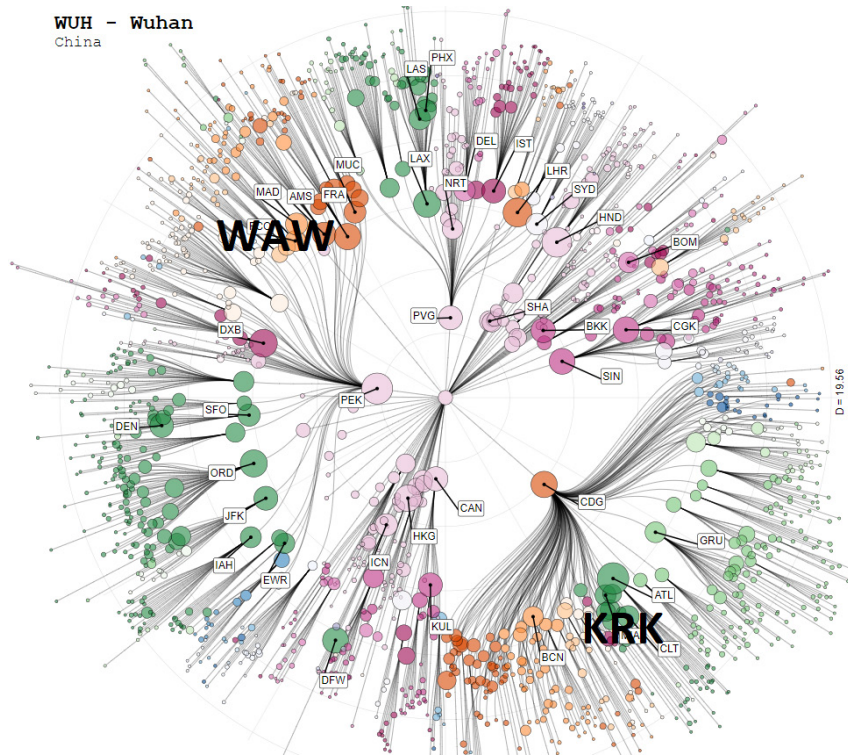 WUH - Wuhan
China
PHX
LAS
DEL
IST
MUC
LAX
LHR
MAD
AMS
FRA
NRT
SYD
HND
WAW
BOM
DXB
PVG
SHA
BKK
CGK
SIN
PEK
D = 19.56
SFO
DEN
ORD
CDG
CAN
JFK
HKG
GRU
IAH
ICN
EWR
ATL
KUL
KRK
CLT
BCN
DFW